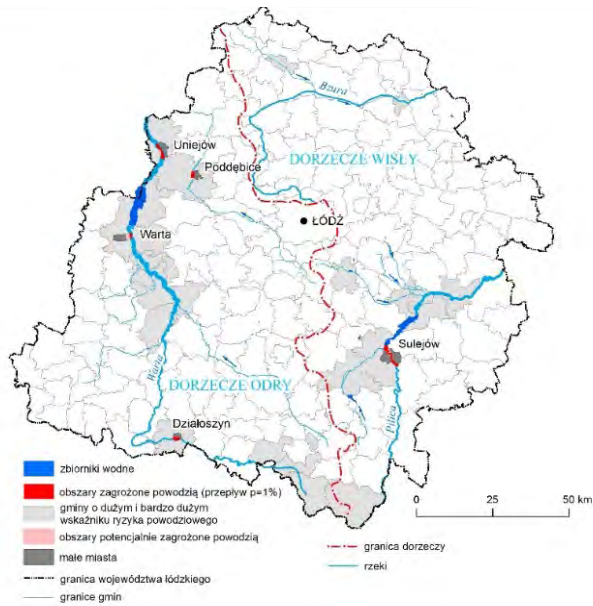 Bzura
Uniejów
Poddębice
DORZECZE WISŁY
ŁÓDŹ
Warta
Sulejów
Warta
DORZECZE ODRY
Pilica
Działoszyn
zbiorniki wodne
obszary zagrożone powodzią (przepływ p=1%)
gminy o dużym i bardzo dużym
wskaźniku ryzyka powodziowego
obszary potencjalnie zagrożone powodzią
małe miasta
granica województwa łódzkiego
granice gmin
0 25 50 km
granica dorzeczy
rzeki